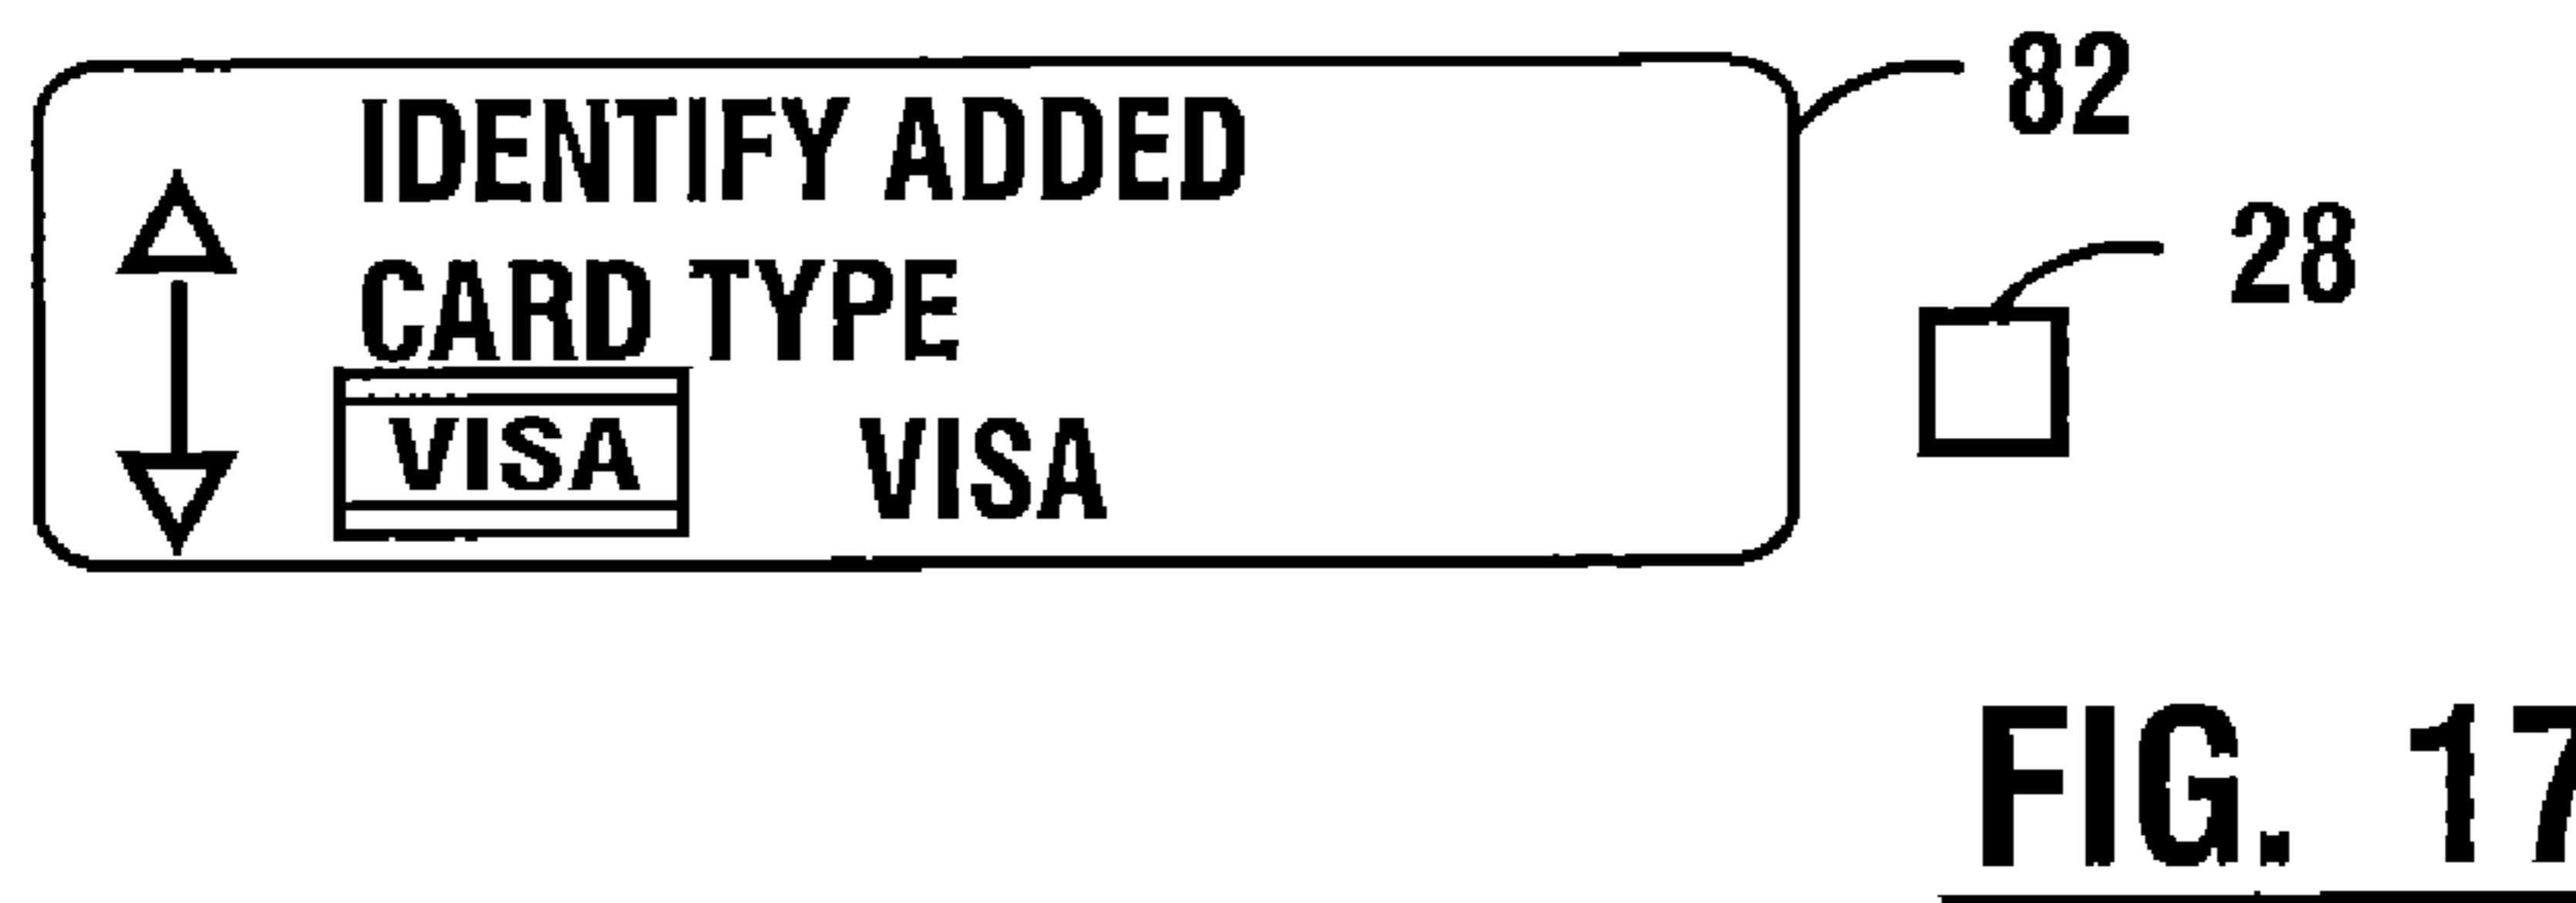 IDENTIFY ADDED
CARD TYPE
VISA VISA
82
28
FIG. 17